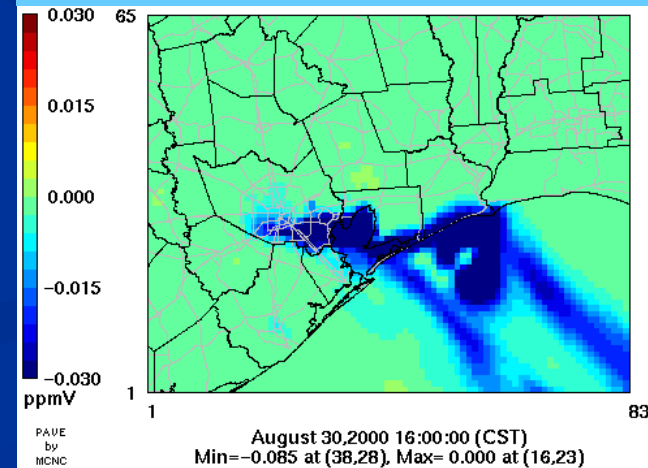 0.030
0.015
0.000
−0.015
−0.030
ppmV
65
1
1
83
PAVE
by
MCNC
August 30,2000 16:00:00 (CST)
Min=−0.085 at (38,28), Max= 0.000 at (16,23)